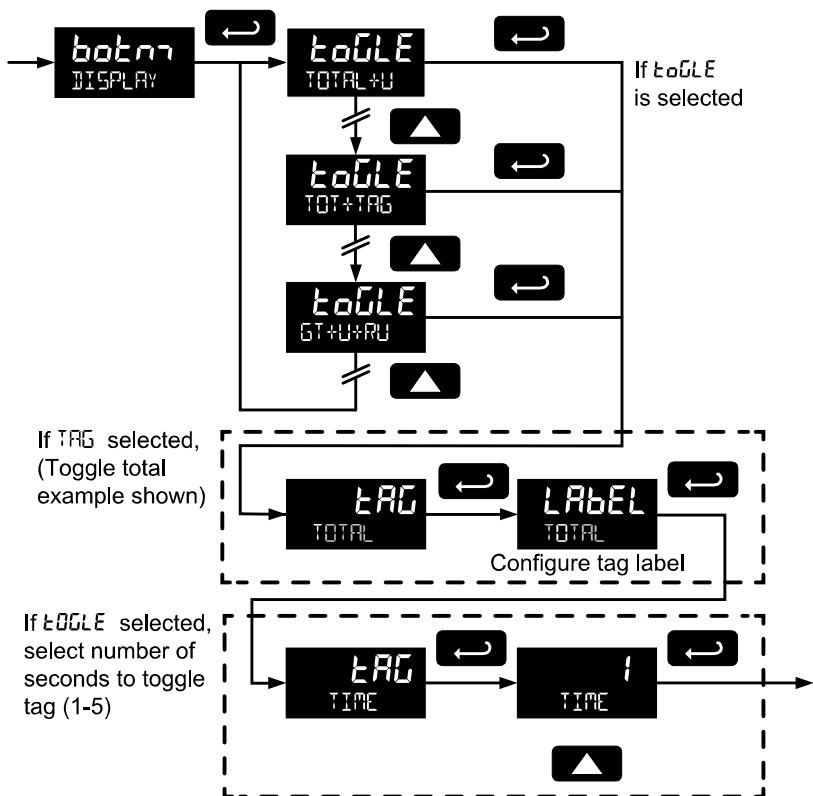 botm
DISPLAY
toGLE
TOTAL+U
If toGLE
is selected
toGLE
TOT+TAG
toGLE
GT+U+RU
If TAG selected,
(Toggle total
example shown)
tAG
TOTAL
LAbEL
TOTAL
Configure tag label
If tOGLE selected,
select number of
seconds to toggle
tag (1-5)
tAG
TIME
1
TIME